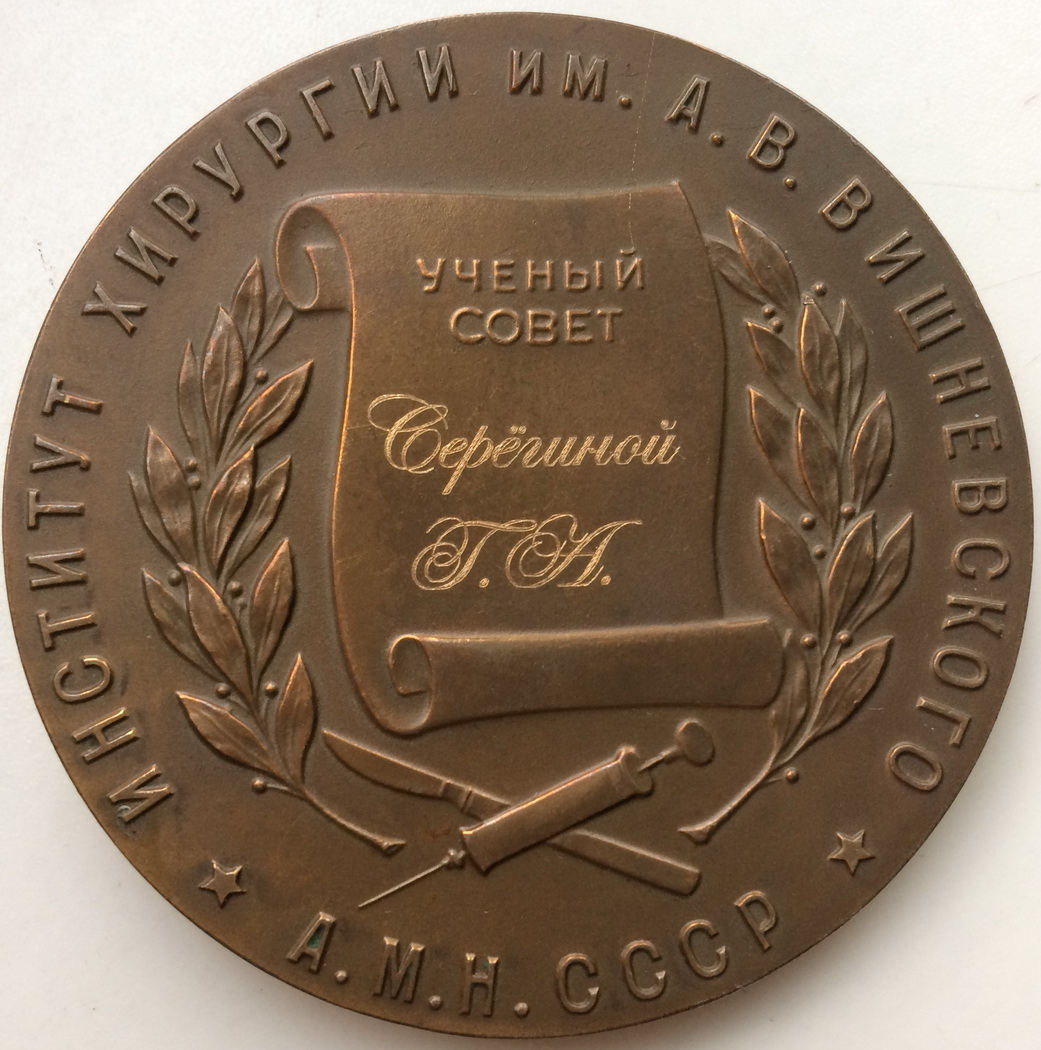 ИНСТИТУТ ХИРУРГИИ ИМ. А. В. ВИШНЕВСКОГО
УЧЕНЫЙ
СОВЕТ
Серёгиной
Г. А.
А.М.Н. СССР